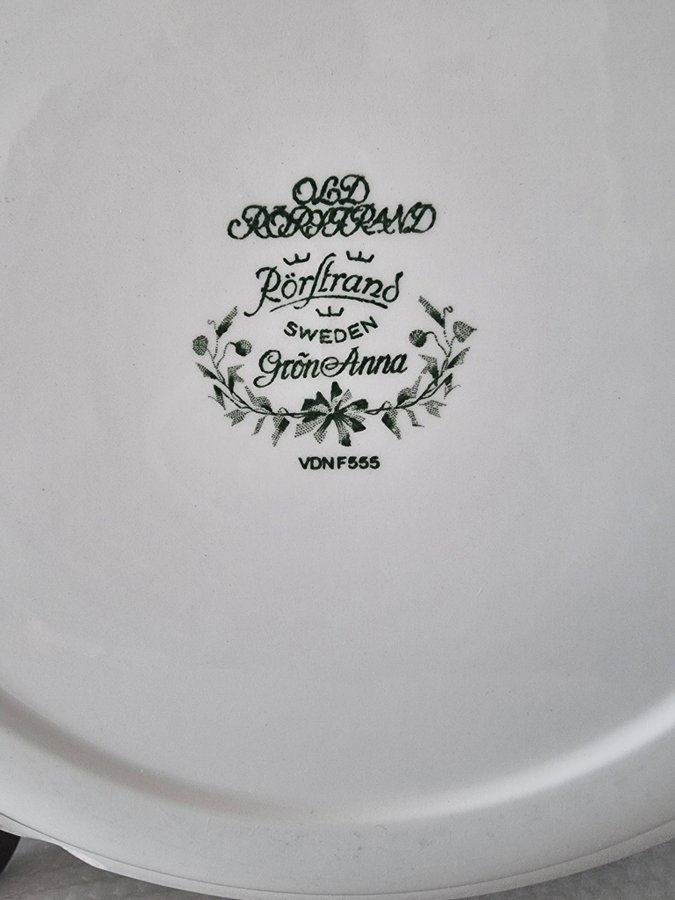 OLD
RÖRSTRAND
Rörstrand
SWEDEN
Grön Anna
VDN F555